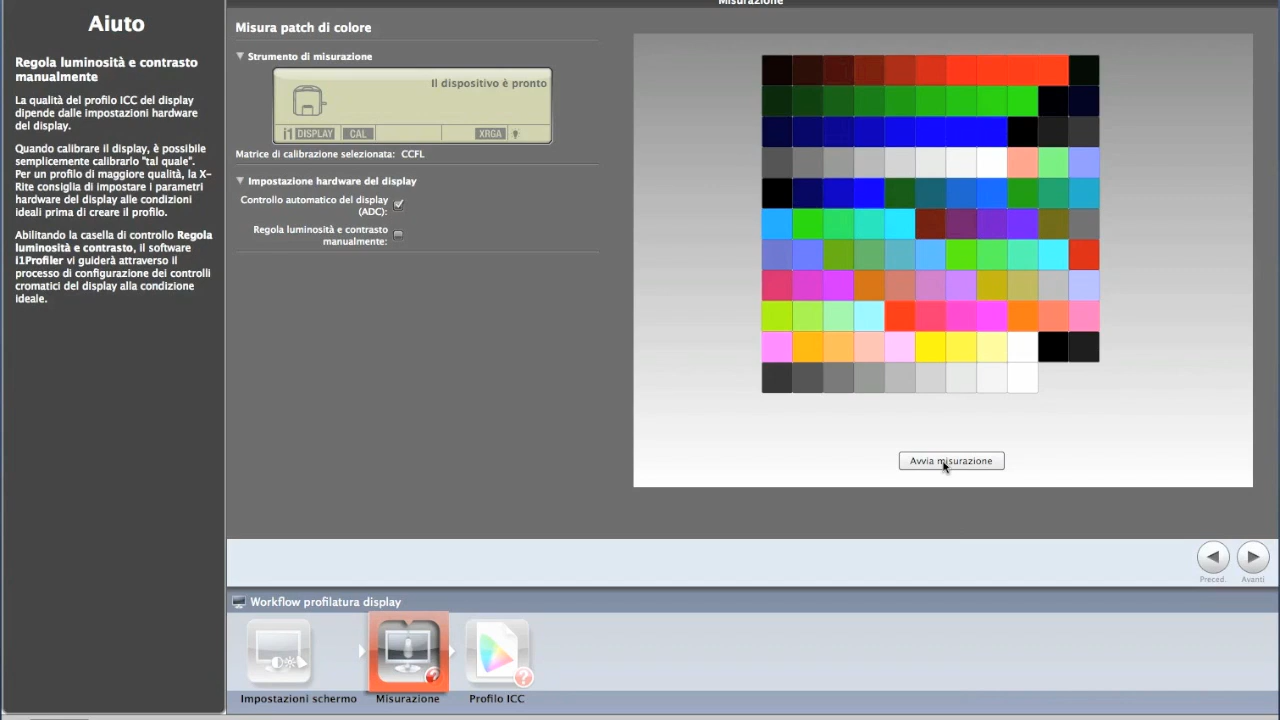 Misurazione
Aiuto
Regola luminosità e contrasto
manualmente
La qualità del profilo ICC del display
dipende dalle impostazioni hardware
del display.
Quando calibrare il display, è possibile
semplicemente calibrarlo "tal quale".
Per un profilo di maggiore qualità, la X-
Rite consiglia di impostare i parametri
hardware del display alle condizioni
ideali prima di creare il profilo.
Abilitando la casella di controllo Regola
luminosità e contrasto, il software
i1Profiler vi guiderà attraverso il
processo di configurazione dei controlli
cromatici del display alla condizione
ideale.
Misura patch di colore
Strumento di misurazione
Il dispositivo è pronto
i1 DISPLAY CAL XRGA
Matrice di calibrazione selezionata: CCFL
Impostazione hardware del display
Controllo automatico del display
(ADC):
Regola luminosità e contrasto
manualmente:
Avvia misurazione
Preced. Avanti
Workflow profilatura display
Impostazioni schermo Misurazione Profilo ICC